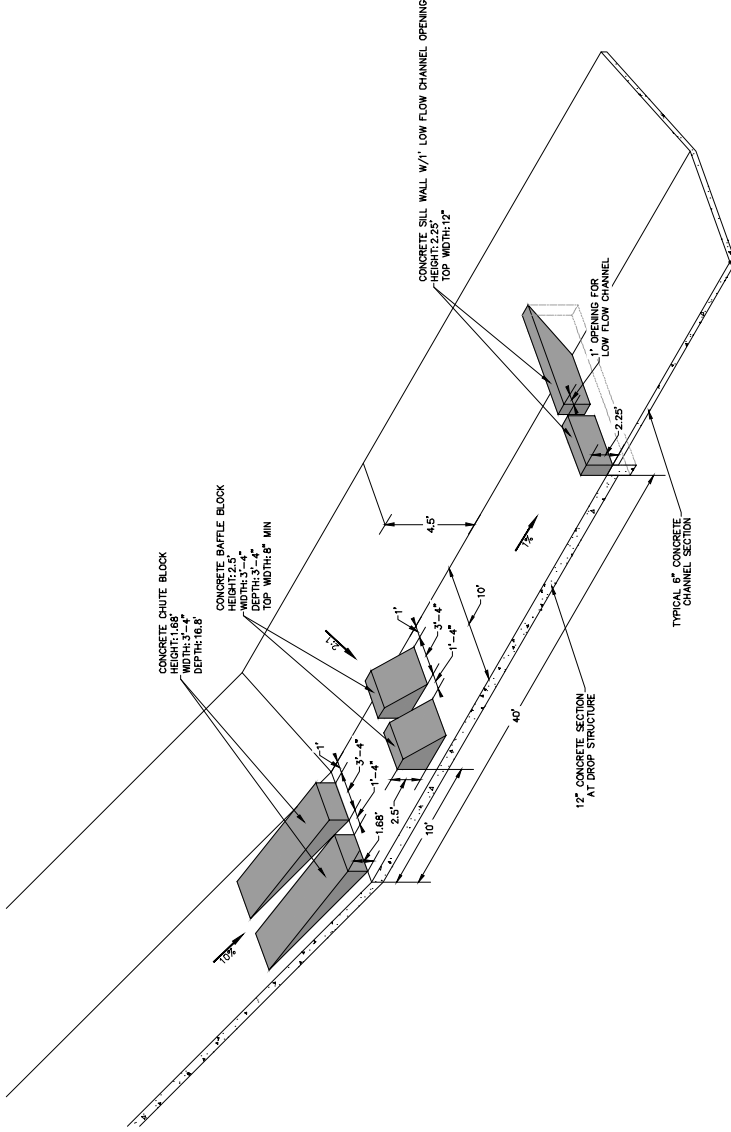 CONCRETE SILL WALL W/1' LOW FLOW CHANNEL OPENING
HEIGHT: 2.25'
TOP WIDTH: 12"
CONCRETE CHUTE BLOCK
HEIGHT: 1.68'
WIDTH: 3'-4"
DEPTH: 16.8'
CONCRETE BAFFLE BLOCK
HEIGHT: 2.5'
WIDTH: 3'-4"
DEPTH: 3'-4"
TOP WIDTH: 8" MIN
1' OPENING FOR
LOW FLOW CHANNEL
2.25'
4.5'
2:1
1%
10'
1'
3'-4"
1'-4"
1'
3'-4"
1'-4"
1.68'
2.5'
10'
40'
10%
12" CONCRETE SECTION
AT DROP STRUCTURE
TYPICAL 6" CONCRETE
CHANNEL SECTION